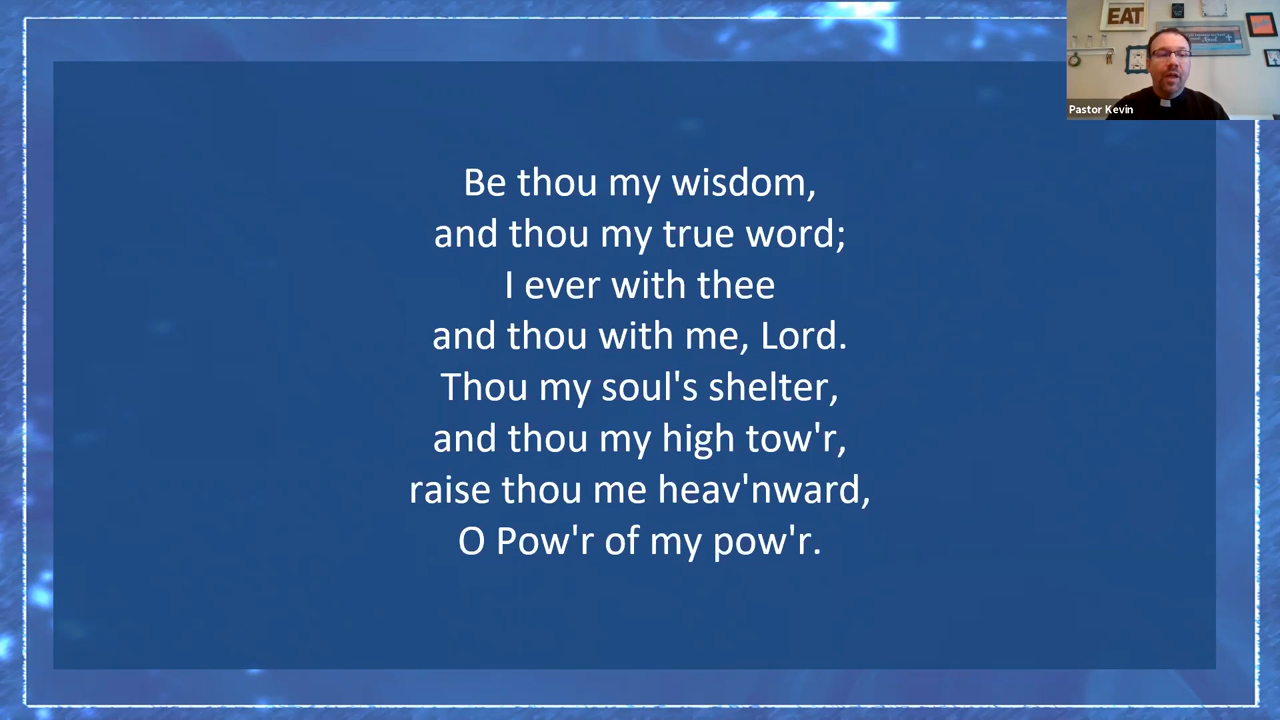 EAT
Pastor Kevin
Be thou my wisdom,
and thou my true word;
I ever with thee
and thou with me, Lord.
Thou my soul's shelter,
and thou my high tow'r,
raise thou me heav'nward,
O Pow'r of my pow'r.